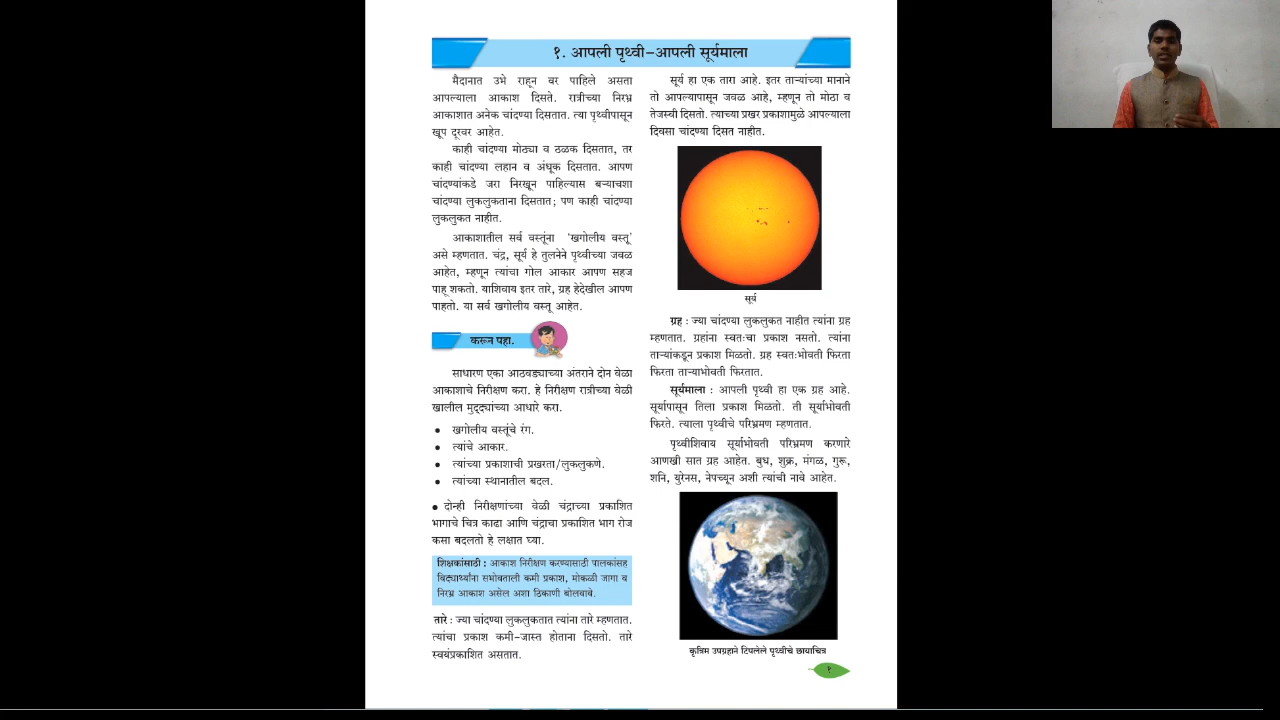 १. आपली पृथ्वी-आपली सूर्यमाला
मैदानात उभे राहून वर पाहिले असता
आपल्याला आकाश दिसते. रात्रीच्या निरभ्र
आकाशात अनेक चांदण्या दिसतात. त्या पृथ्वीपासून
खूप दूरवर आहेत.
काही चांदण्या मोठ्या व ठळक दिसतात, तर
काही चांदण्या लहान व अंधूक दिसतात. आपण
चांदण्यांकडे जरा निरखून पाहिल्यास बऱ्याचशा
चांदण्या लुकलुकताना दिसतात; पण काही चांदण्या
लुकलुकत नाहीत.
आकाशातील सर्व वस्तूंना ‘खगोलीय वस्तू’
असे म्हणतात. चंद्र, सूर्य हे तुलनेने पृथ्वीच्या जवळ
आहेत, म्हणून त्यांचा गोल आकार आपण सहज
पाहू शकतो. याशिवाय इतर तारे, ग्रह हेदेखील आपण
पाहतो. या सर्व खगोलीय वस्तू आहेत.
करून पहा.
साधारण एका आठवड्याच्या अंतराने दोन वेळा
आकाशाचे निरीक्षण करा. हे निरीक्षण रात्रीच्या वेळी
खालील मुद्द्यांच्या आधारे करा.
● खगोलीय वस्तूंचे रंग.
● त्यांचे आकार.
● त्यांच्या प्रकाशाची प्रखरता/लुकलुकणे.
● त्यांच्या स्थानातील बदल.
● दोन्ही निरीक्षणांच्या वेळी चंद्राच्या प्रकाशित
भागाचे चित्र काढा आणि चंद्राचा प्रकाशित भाग रोज
कसा बदलतो हे लक्षात घ्या.
शिक्षकांसाठी : आकाश निरीक्षण करण्यासाठी पालकांसह
विद्यार्थ्यांना सभोवताली कमी प्रकाश, मोकळी जागा व
निरभ्र आकाश असेल अशा ठिकाणी बोलवावे.
तारे : ज्या चांदण्या लुकलुकतात त्यांना तारे म्हणतात.
त्यांचा प्रकाश कमी-जास्त होताना दिसतो. तारे
स्वयंप्रकाशित असतात.
सूर्य हा एक तारा आहे. इतर ताऱ्यांच्या मानाने
तो आपल्यापासून जवळ आहे, म्हणून तो मोठा व
तेजस्वी दिसतो. त्याच्या प्रखर प्रकाशामुळे आपल्याला
दिवसा चांदण्या दिसत नाहीत.
सूर्य
ग्रह : ज्या चांदण्या लुकलुकत नाहीत त्यांना ग्रह
म्हणतात. ग्रहांना स्वतःचा प्रकाश नसतो. त्यांना
ताऱ्यांकडून प्रकाश मिळतो. ग्रह स्वतःभोवती फिरता
फिरता ताऱ्याभोवती फिरतात.
सूर्यमाला : आपली पृथ्वी हा एक ग्रह आहे.
सूर्यापासून तिला प्रकाश मिळतो. ती सूर्याभोवती
फिरते. त्याला पृथ्वीचे परिभ्रमण म्हणतात.
पृथ्वीशिवाय सूर्याभोवती परिभ्रमण करणारे
आणखी सात ग्रह आहेत. बुध, शुक्र, मंगळ, गुरू,
शनि, युरेनस, नेपच्यून अशी त्यांची नावे आहेत.
कृत्रिम उपग्रहाने टिपलेले पृथ्वीचे छायाचित्र
१